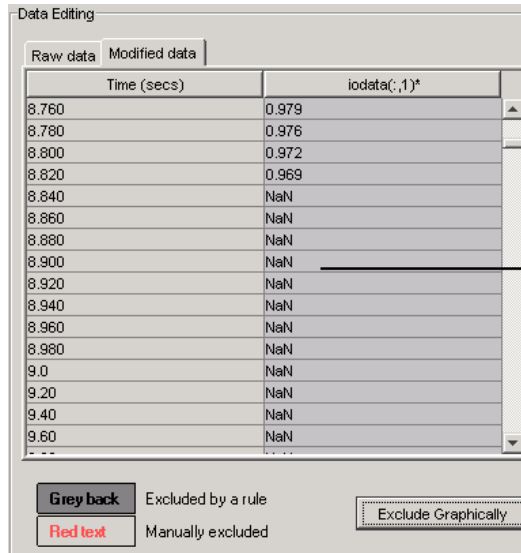 Data Editing
Raw data Modified data
Time (secs) iodata(:,1)*
8.760 0.979
8.780 0.976
8.800 0.972
8.820 0.969
8.840 NaN
8.860 NaN
8.880 NaN
8.900 NaN
8.920 NaN
8.940 NaN
8.960 NaN
8.980 NaN
9.0 NaN
9.20 NaN
9.40 NaN
9.60 NaN
Grey back Excluded by a rule
Exclude Graphically
Red text Manually excluded